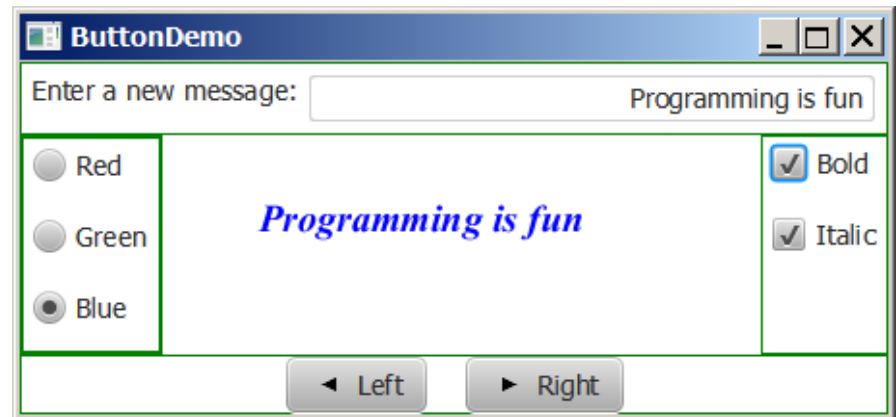 ButtonDemo
Enter a new message: Programming is fun
Red
Green
Blue
Programming is fun
Bold
Italic
Left
Right